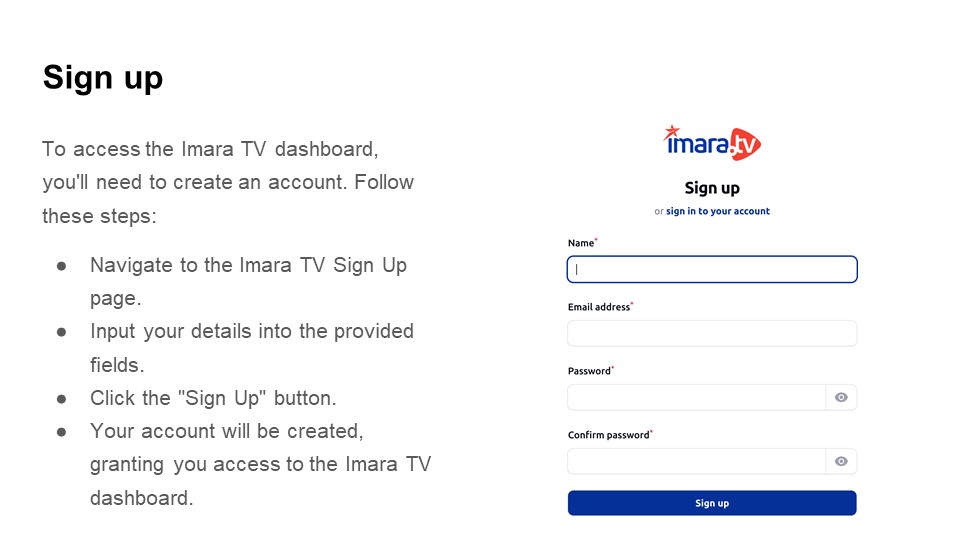 Sign up
To access the Imara TV dashboard,
you'll need to create an account. Follow
these steps:
● Navigate to the Imara TV Sign Up
page.
● Input your details into the provided
fields.
● Click the "Sign Up" button.
● Your account will be created,
granting you access to the Imara TV
dashboard.
imara.tv
Sign up
or sign in to your account
Name*
Email address*
Password*
Confirm password*
Sign up